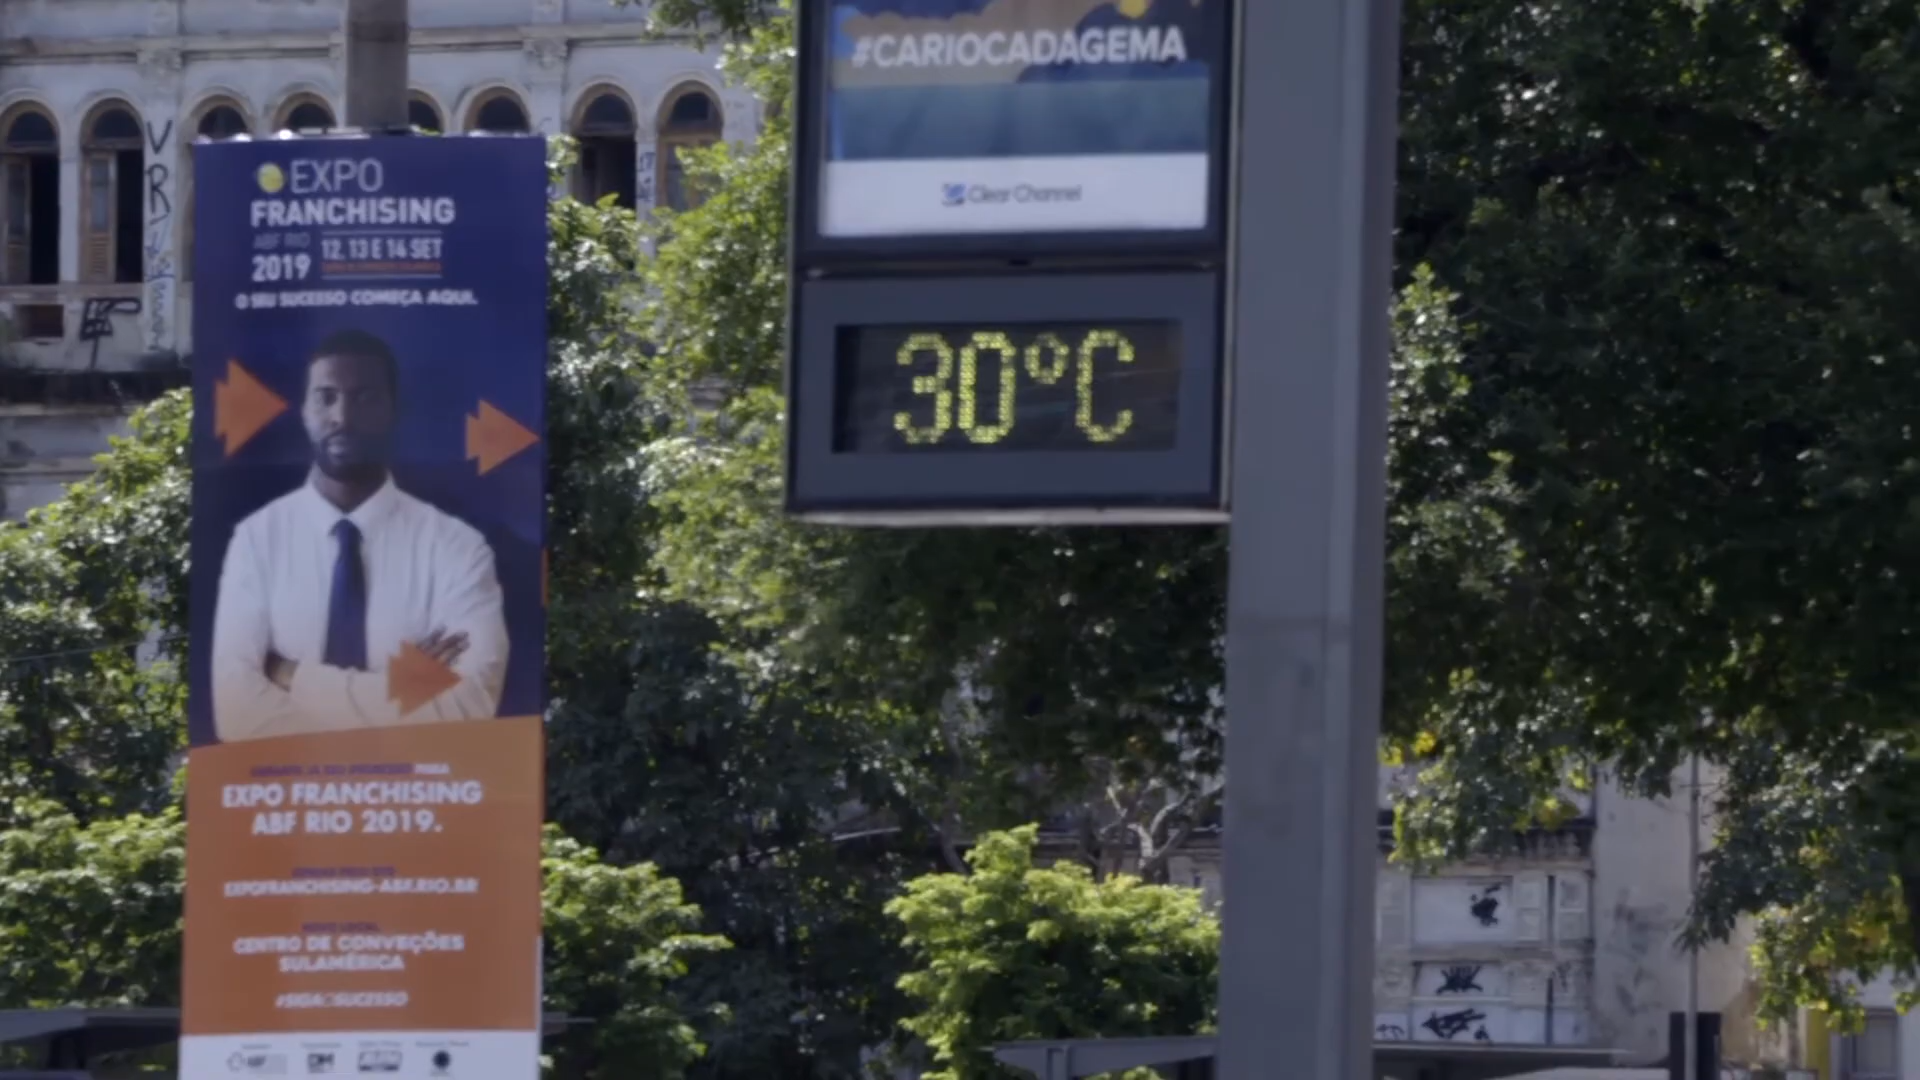 #CARIOCADAGEMA
Clear Channel
30°C
EXPO
FRANCHISING
ABF RIO
2019
12, 13 E 14 SET
O SEU SUCESSO COMEÇA AQUI.
EXPO FRANCHISING
ABF RIO 2019.
EXPOFRANCHISING-ABF.RIO.BR
CENTRO DE CONVEÇÕES
SULAMÉRICA
#SIGAOSUCESSO